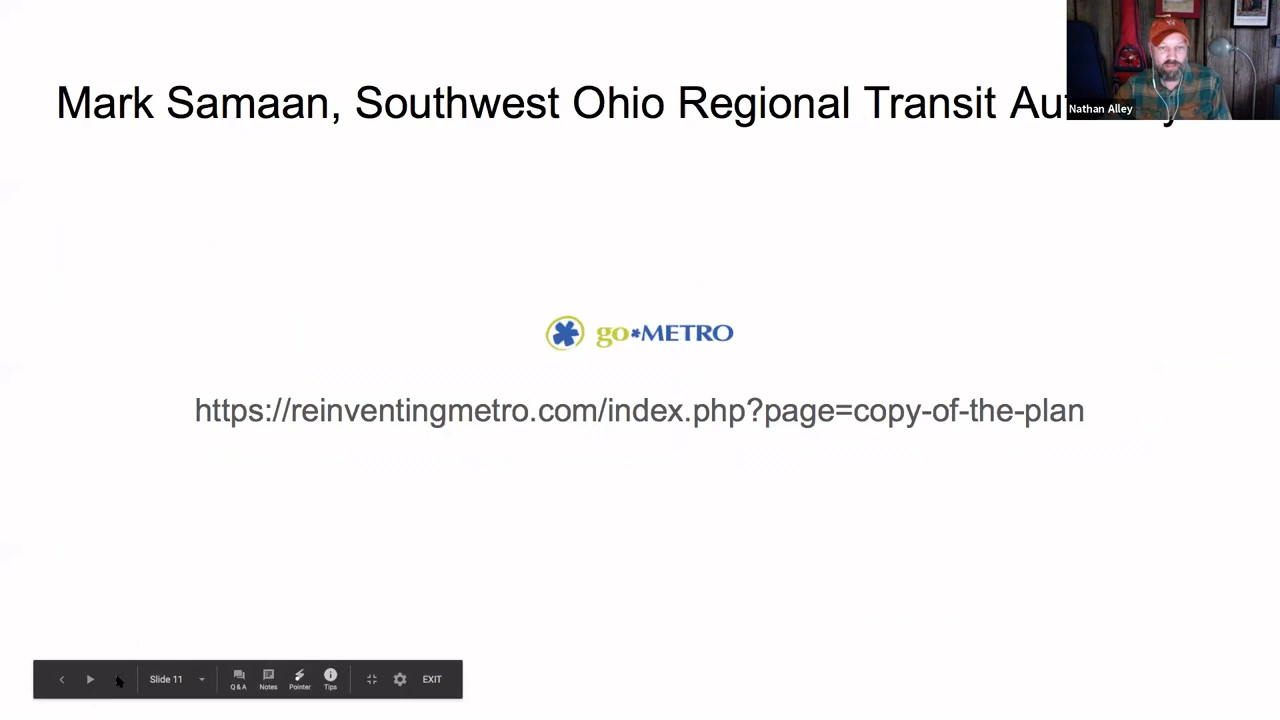 Mark Samaan, Southwest Ohio Regional Transit
Nathan Alley
go*METRO
https://reinventingmetro.com/index.php?page=copy-of-the-plan
Slide 11
Q & A
Notes
Pointer
Tips
EXIT